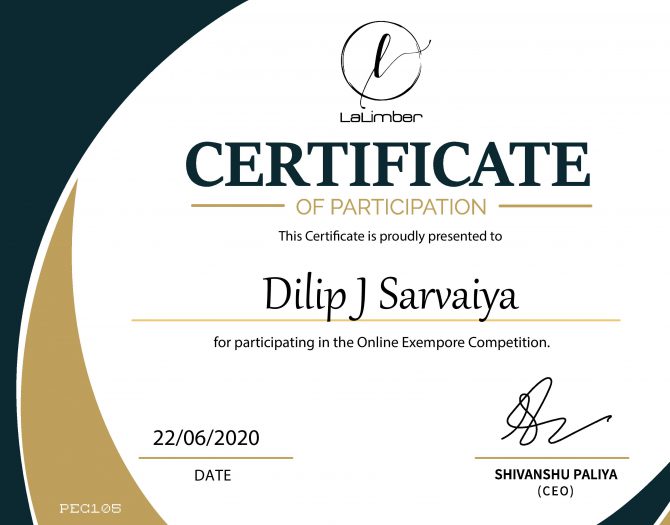 LaLimber
CERTIFICATE
OF PARTICIPATION
This Certificate is proudly presented to
Dilip J Sarvaiya
for participating in the Online Exempore Competition.
22/06/2020
DATE
SHIVANSHU PALIYA
(CEO)
PEC105